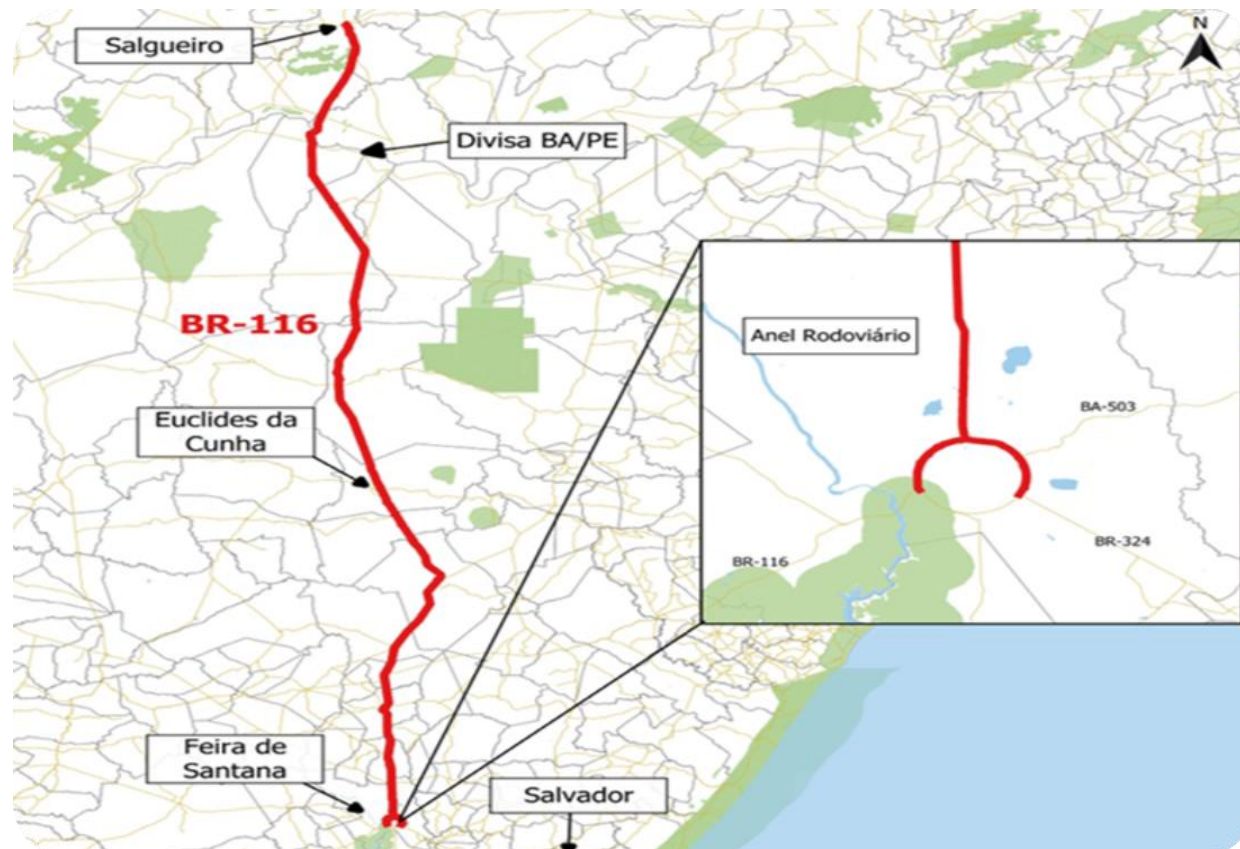 N
Salgueiro
Divisa BA/PE
BR-116
Anel Rodoviário
BA-503
Euclides da
Cunha
BR-324
BR-116
Feira de
Santana
Salvador